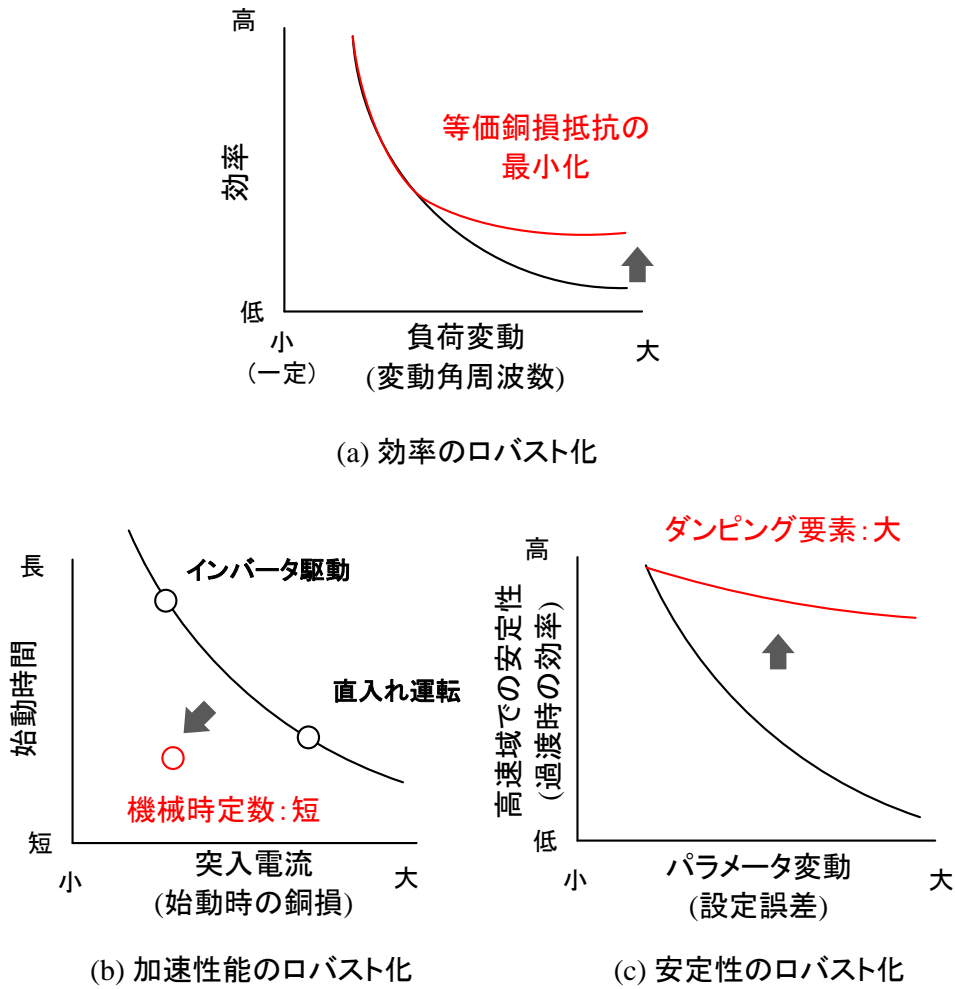 高
効率
等価銅損抵抗の
最小化
低
小
(一定)
負荷変動
(変動角周波数)
大
(a) 効率のロバスト化
長
始動時間
インバータ駆動
直入れ運転
機械時定数:短
短
小
突入電流
(始動時の銅損)
大
(b) 加速性能のロバスト化
ダンピング要素:大
高
高速域での安定性
(過渡時の効率)
低
小
パラメータ変動
(設定誤差)
大
(c) 安定性のロバスト化